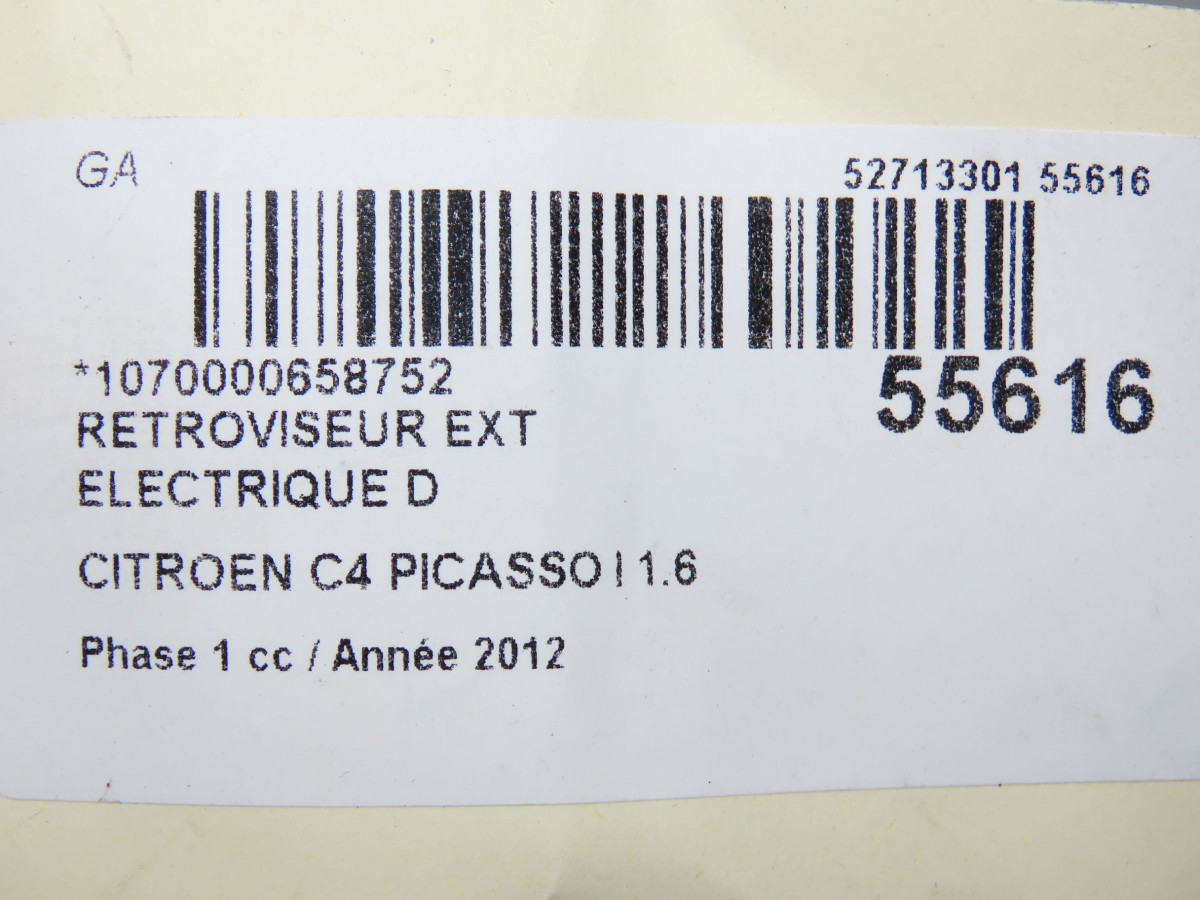 GA
52713301 55616
*1070000658752
55616
RETROVISEUR EXT
ELECTRIQUE D
CITROEN C4 PICASSO I 1.6
Phase 1 cc / Année 2012